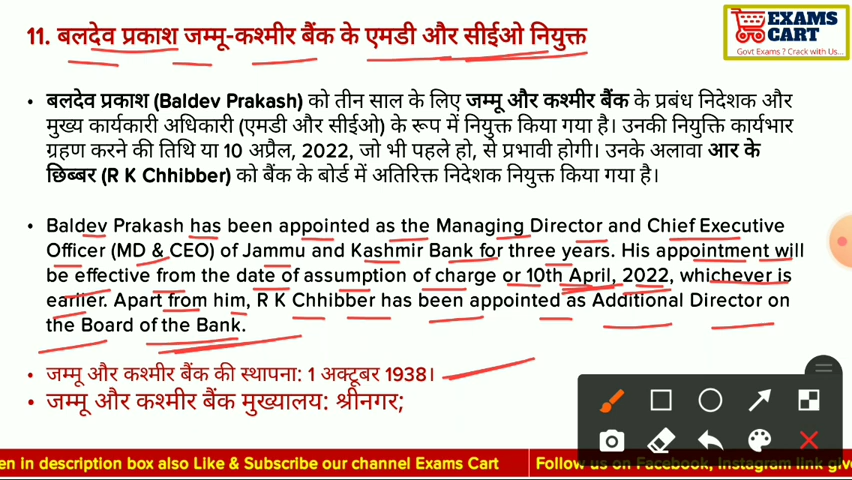 11. बलदेव प्रकाश जम्मू-कश्मीर बैंक के एमडी और सीईओ नियुक्त
EXAMS
CART
Govt Exams ? Crack with Us...
• बलदेव प्रकाश (Baldev Prakash) को तीन साल के लिए जम्मू और कश्मीर बैंक के प्रबंध निदेशक और
मुख्य कार्यकारी अधिकारी (एमडी और सीईओ) के रूप में नियुक्त किया गया है। उनकी नियुक्ति कार्यभार
ग्रहण करने की तिथि या 10 अप्रैल, 2022, जो भी पहले हो, से प्रभावी होगी। उनके अलावा आर के
छिब्बर (R K Chhibber) को बैंक के बोर्ड में अतिरिक्त निदेशक नियुक्त किया गया है।
• Baldev Prakash has been appointed as the Managing Director and Chief Executive
Officer (MD & CEO) of Jammu and Kashmir Bank for three years. His appointment will
be effective from the date of assumption of charge or 10th April, 2022, whichever is
earlier. Apart from him, R K Chhibber has been appointed as Additional Director on
the Board of the Bank.
• जम्मू और कश्मीर बैंक की स्थापना: 1 अक्टूबर 1938।
• जम्मू और कश्मीर बैंक मुख्यालय: श्रीनगर;
en in description box also Like & Subscribe our channel Exams Cart Follow us on Facebook, Instagram link giv